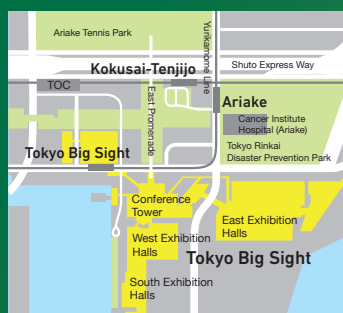 Ariake Tennis Park
Yurikamome Line
Shuto Express Way
Kokusai-Tenjijo
TOC
East Promenade
Ariake
Cancer Institute
Hospital (Ariake)
Tokyo Rinkai
Disaster Prevention Park
Tokyo Big Sight
Conference
Tower
East Exhibition
Halls
West Exhibition
Halls
Tokyo Big Sight
South Exhibition
Halls